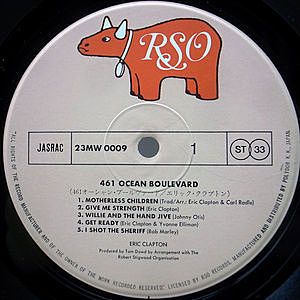 RSO
JASRAC
23MW 0009
1
ST 33
461 OCEAN BOULEVARD
(461オーシャン・ブールヴァード/エリック・クラプトン)
1. MOTHERLESS CHILDREN (Trad/Arr.: Eric Clapton & Carl Radle)
2. GIVE ME STRENGTH (Eric Clapton)
3. WILLIE AND THE HAND JIVE (Johnny Otis)
4. GET READY (Eric Clapton & Yvonne Elliman)
5. I SHOT THE SHERIFF (Bob Marley)
ERIC CLAPTON
Produced by Tom Dowd by Arrangement with The
Robert Stigwood Organisation